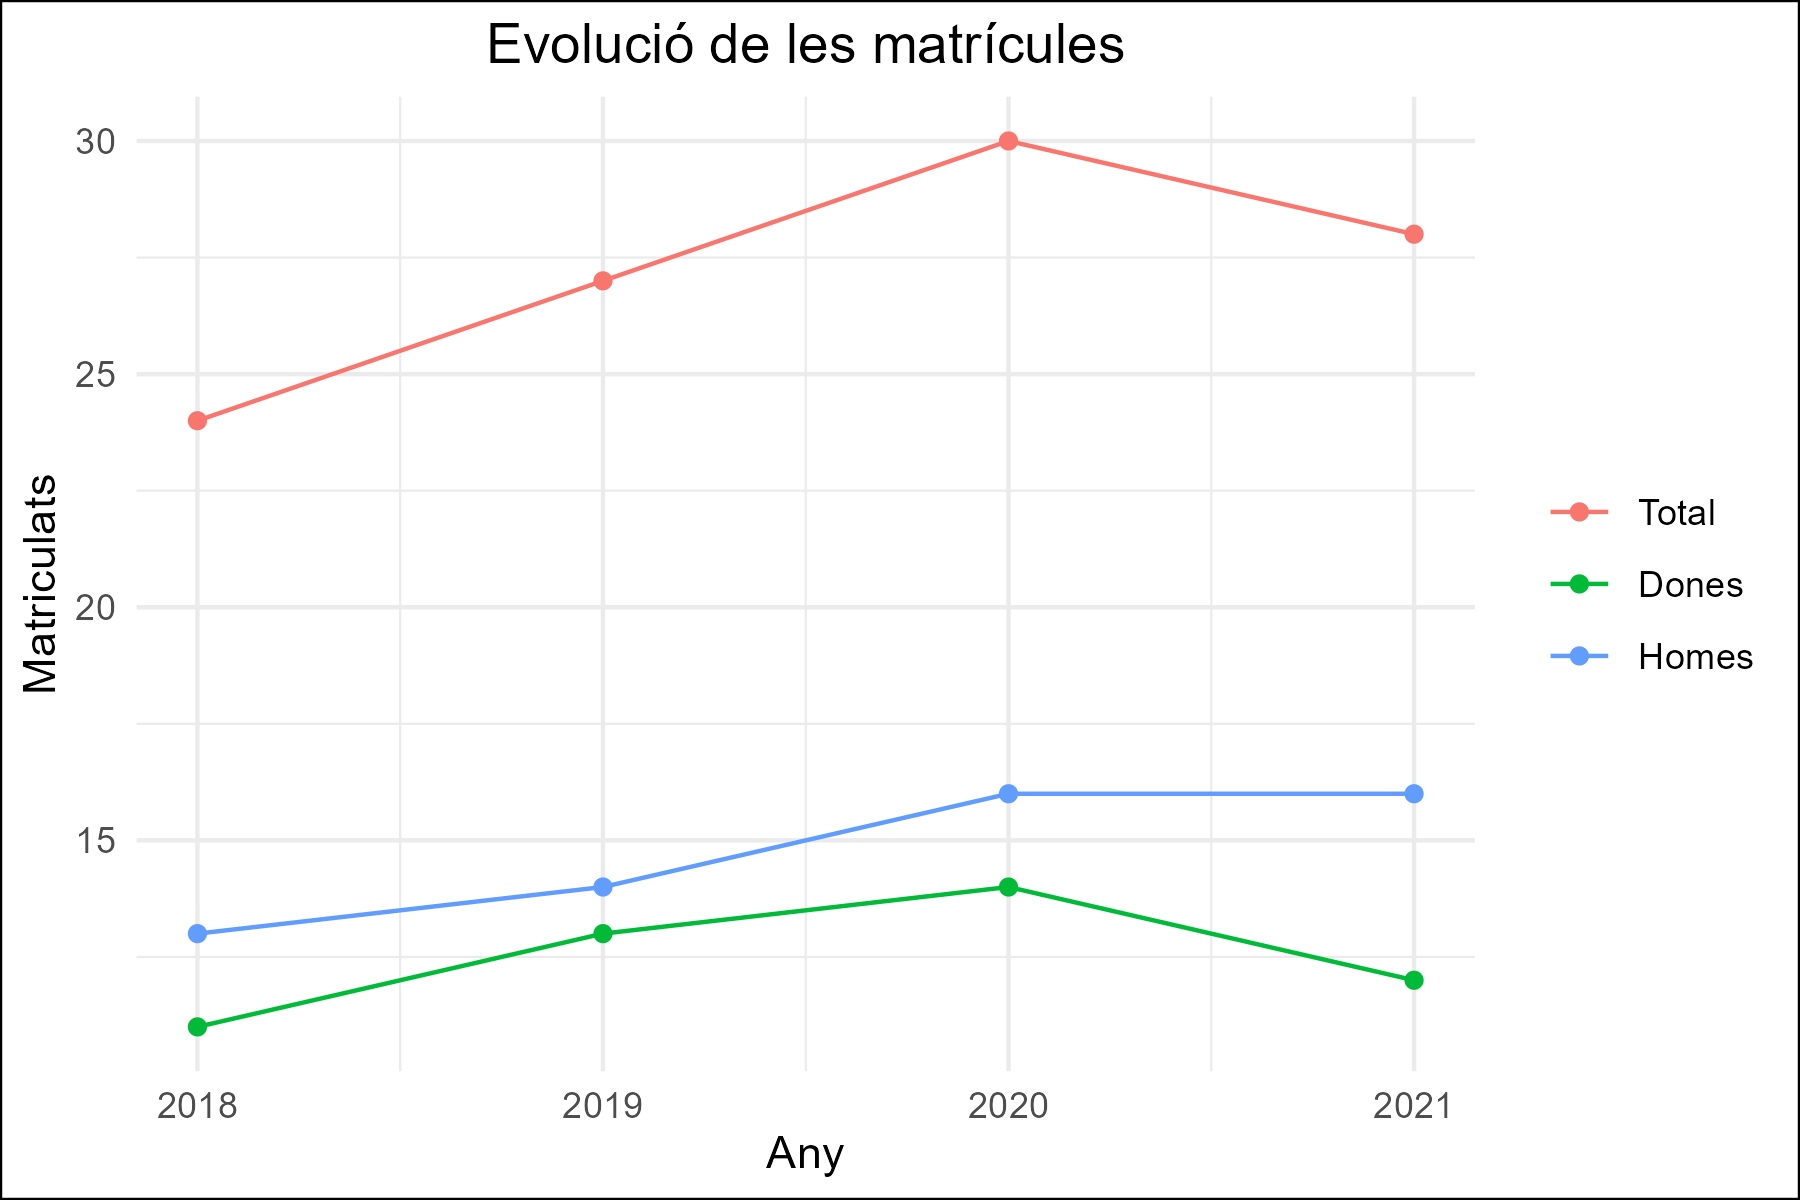 Evolució de les matrícules
30
25
20
15
Matriculats
2018
2019
2020
2021
Any
Total
Dones
Homes